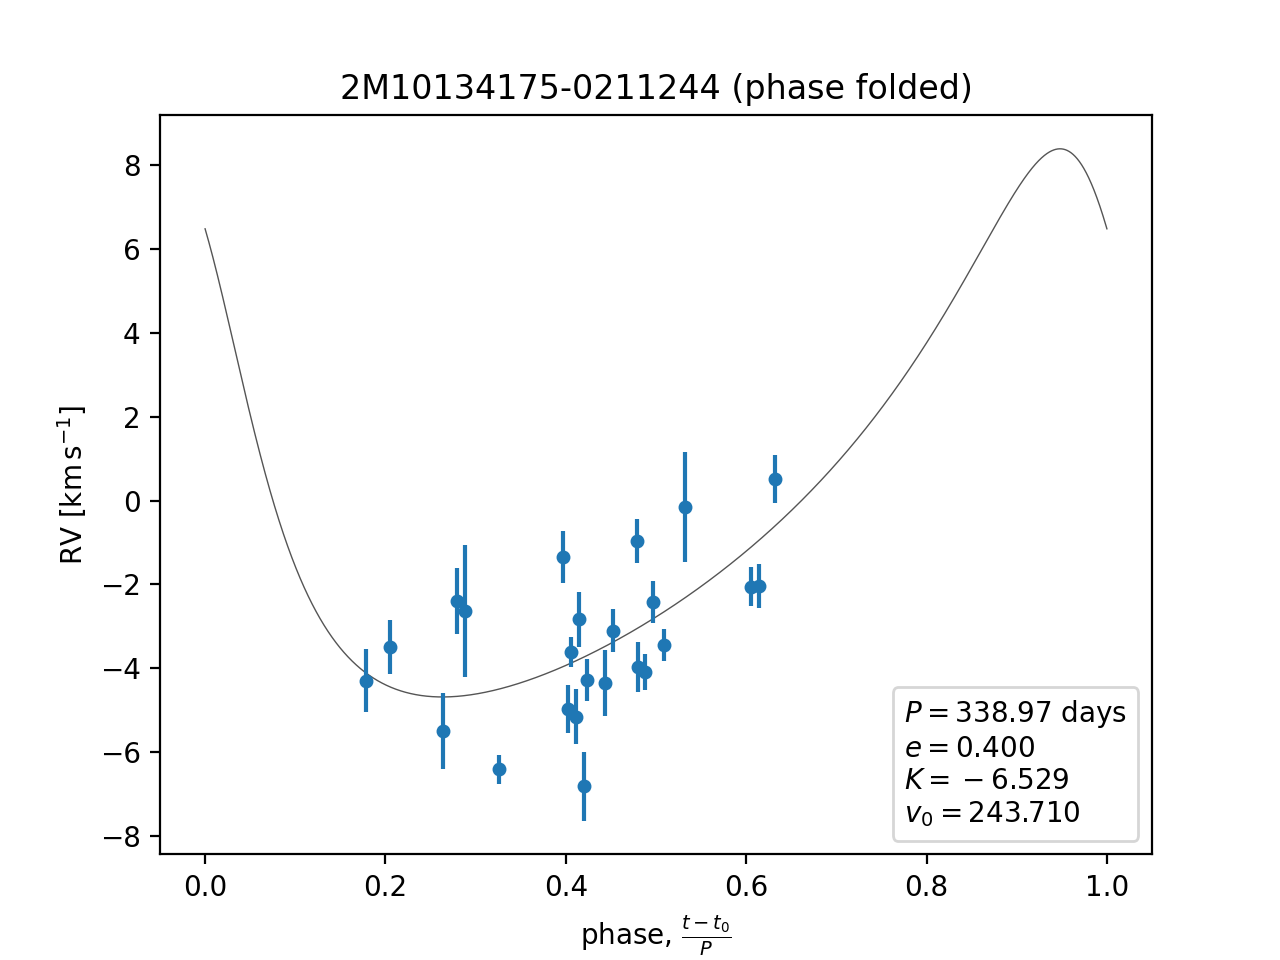 2M10134175-0211244 (phase folded)
8
6
4
2
0
−2
−4
−6
−8
RV [km s⁻¹]
0.0 0.2 0.4 0.6 0.8 1.0
phase, (t − t₀)/P
P = 338.97 days
e = 0.400
K = − 6.529
v₀ = 243.710